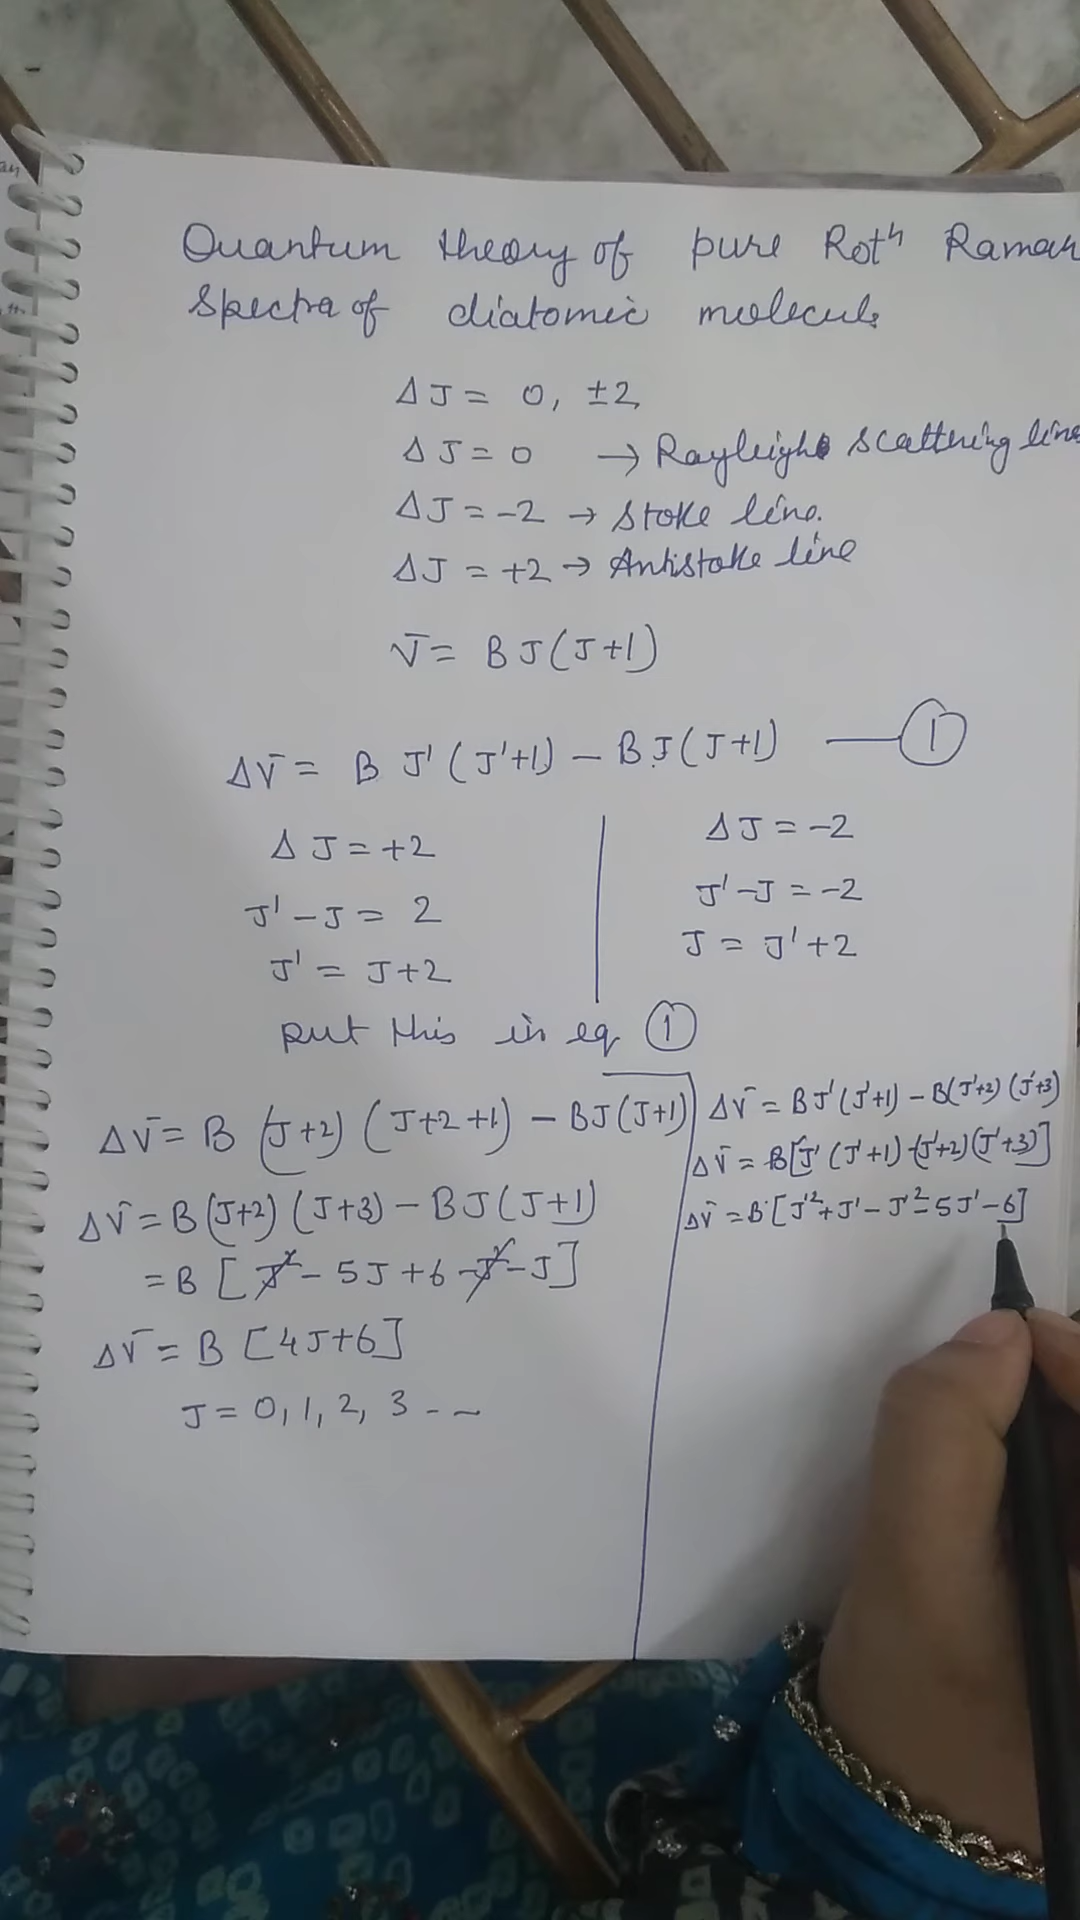 Quantum theory of pure Rotⁿ Raman
Spectra of diatomic molecule
ΔJ = 0, ±2,
ΔJ = 0 → Rayleigh scattering line
ΔJ = -2 → Stoke line.
ΔJ = +2 → Antistoke line
ν̄ = BJ(J+1)
Δν̄ = B J'(J'+1) - BJ(J+1) — ①
ΔJ = +2
J' - J = 2
J' = J+2
ΔJ = -2
J' - J = -2
J = J'+2
put this in eq ①
Δν̄ = B (J+2) (J+2+1) - BJ(J+1)
Δν̄ = B(J+2) (J+3) - BJ(J+1)
= B [J² - 5J + 6 - J² - J]
Δν̄ = B [4J+6]
J = 0, 1, 2, 3 - ~
Δν̄ = BJ'(J'+1) - B(J'+2) (J'+3)
Δν̄ = B[J'(J'+1) - (J'+2)(J'+3)]
Δν̄ = B[J'² + J' - J'² - 5J' - 6]